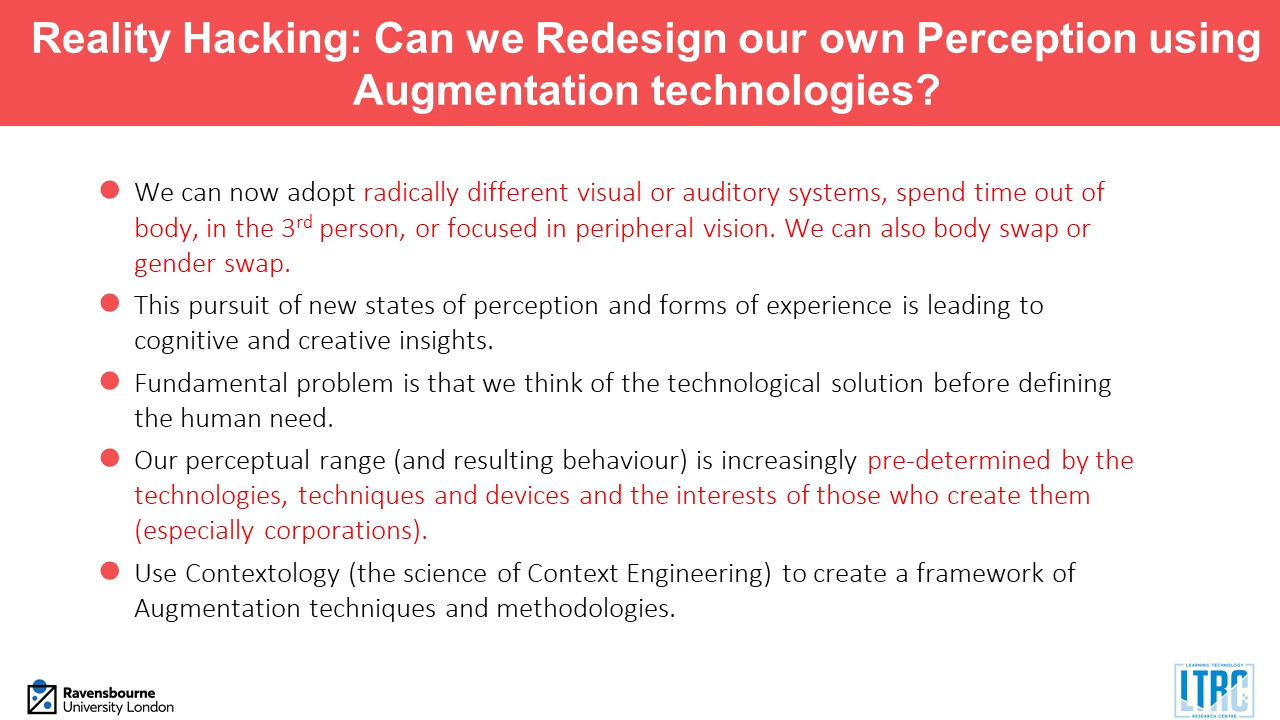 Reality Hacking: Can we Redesign our own Perception using
Augmentation technologies?
We can now adopt radically different visual or auditory systems, spend time out of
body, in the 3rd person, or focused in peripheral vision. We can also body swap or
gender swap.
This pursuit of new states of perception and forms of experience is leading to
cognitive and creative insights.
Fundamental problem is that we think of the technological solution before defining
the human need.
Our perceptual range (and resulting behaviour) is increasingly pre-determined by the
technologies, techniques and devices and the interests of those who create them
(especially corporations).
Use Contextology (the science of Context Engineering) to create a framework of
Augmentation techniques and methodologies.
Ravensbourne
University London
LEARNING TECHNOLOGY
LTRC
RESEARCH CENTRE